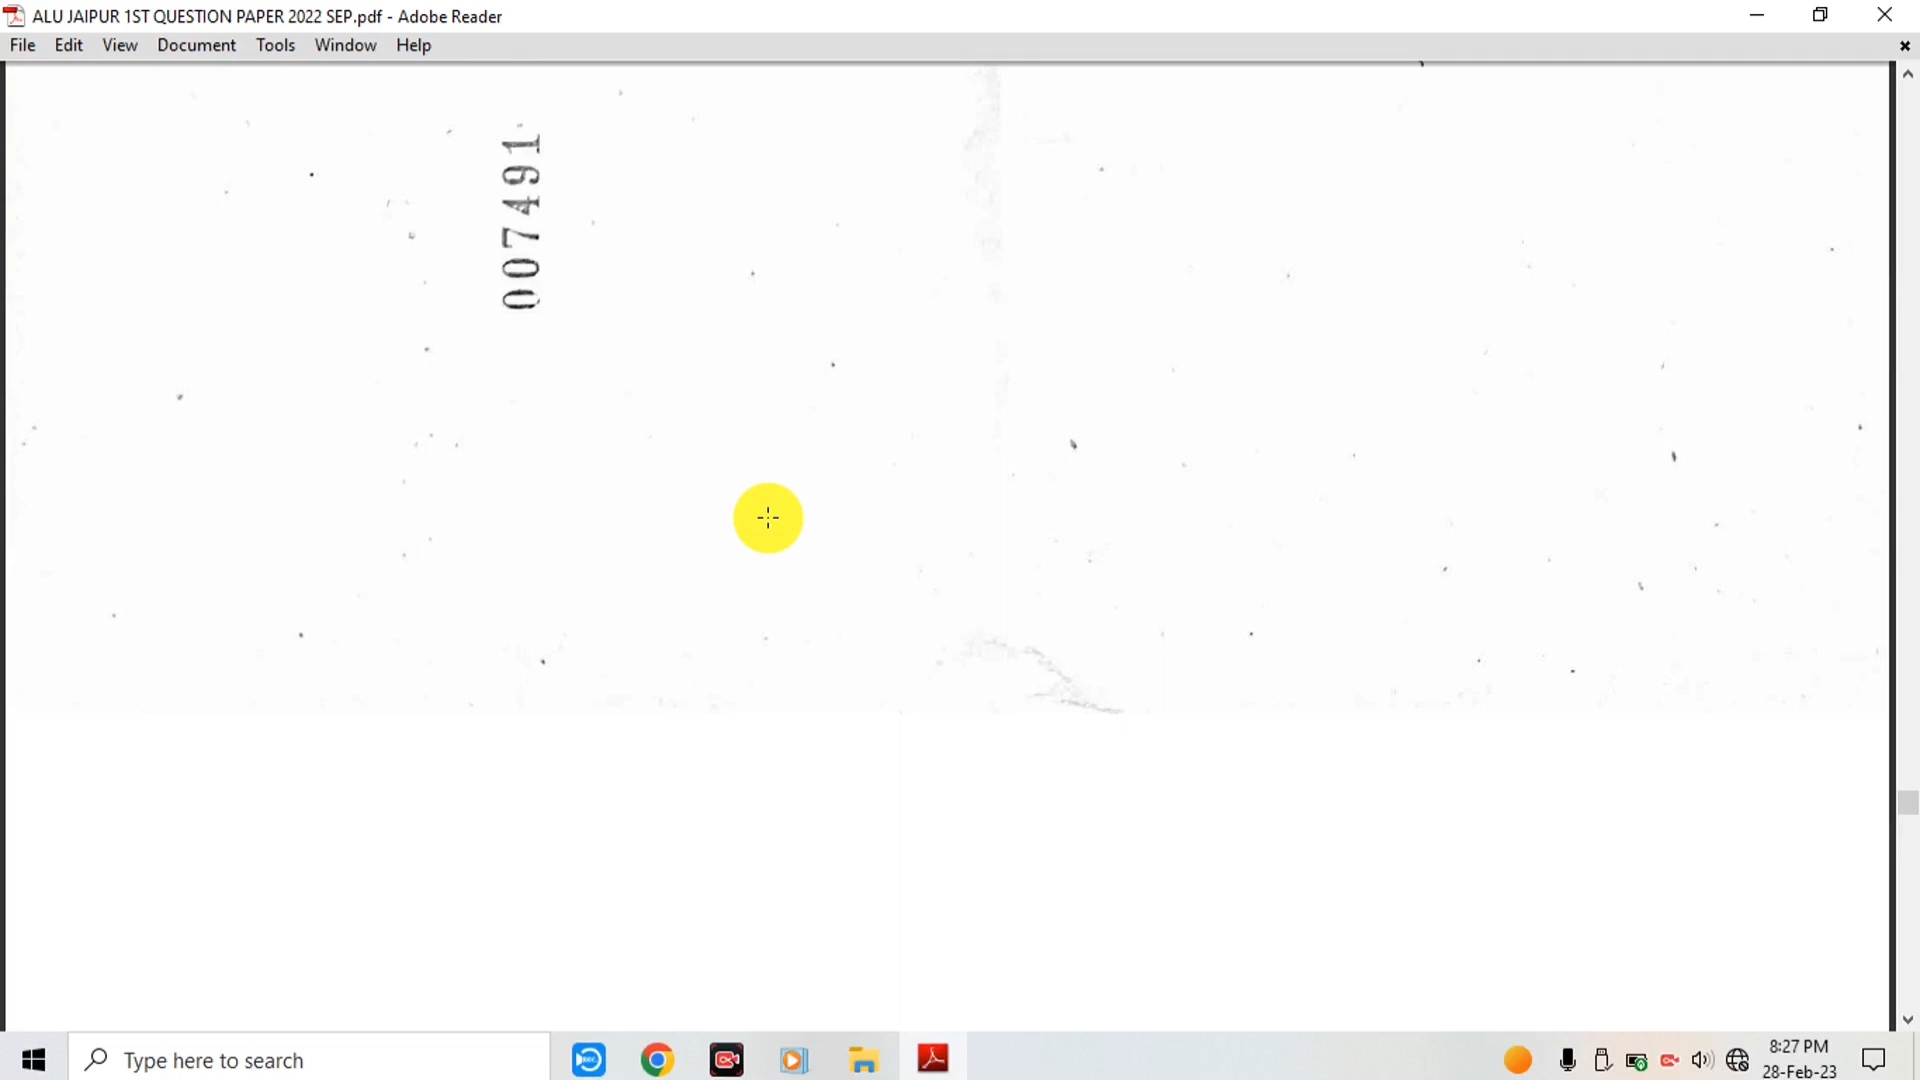 ALU JAIPUR 1ST QUESTION PAPER 2022 SEP.pdf - Adobe Reader
File Edit View Document Tools Window Help
007491
Type here to search
8:27 PM
28-Feb-23